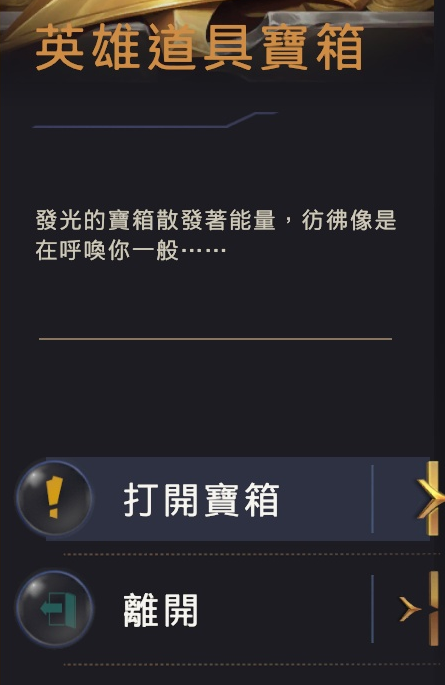 英雄道具寶箱
發光的寶箱散發著能量，彷彿像是
在呼喚你一般⋯⋯
打開寶箱
離開